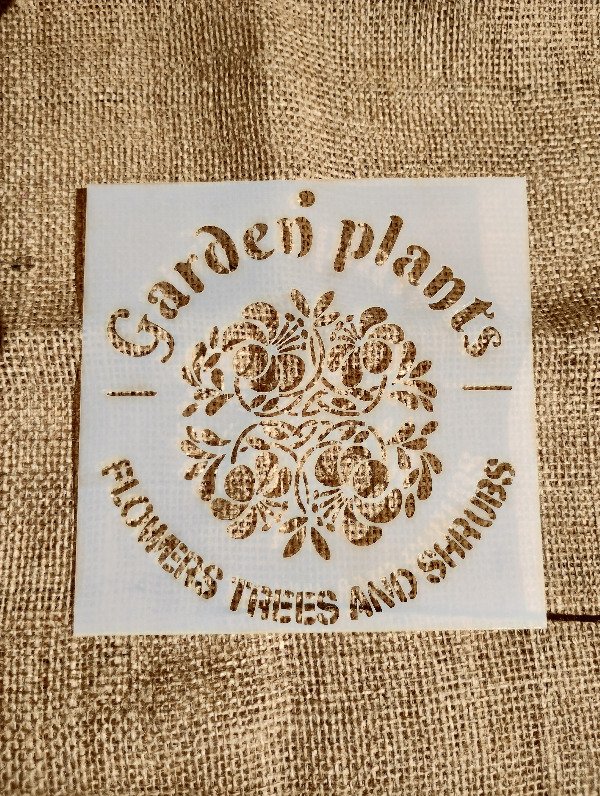 Garden plants
FLOWERS TREES AND SHRUBS